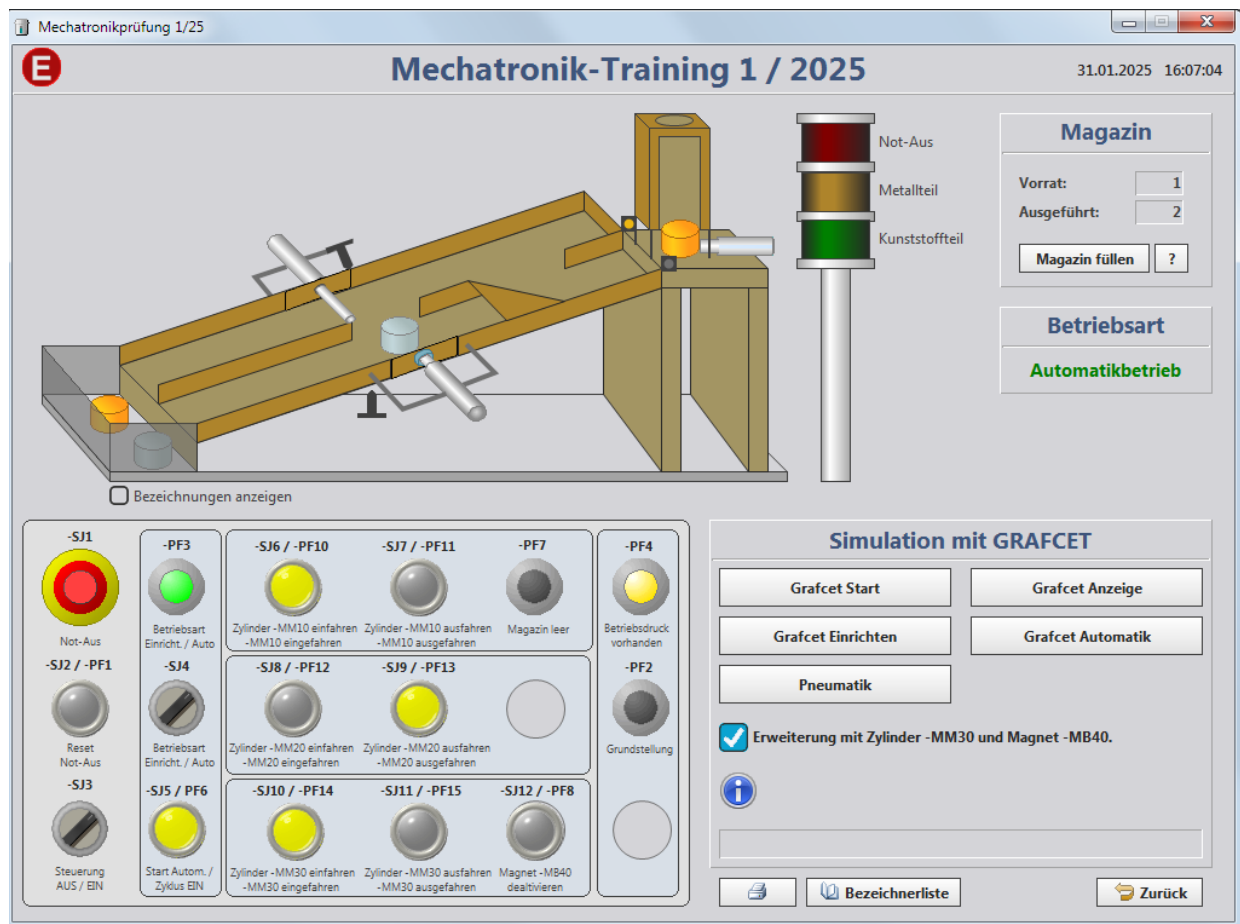 Mechatronikprüfung 1/25
E
Mechatronik-Training 1 / 2025
31.01.2025 16:07:04
Not-Aus
Metallteil
Kunststoffteil
Magazin
Vorrat: 1
Ausgeführt: 2
Magazin füllen ?
Betriebsart
Automatikbetrieb
Bezeichnungen anzeigen
-SJ1
Not-Aus
-SJ2 / -PF1
Reset
Not-Aus
-SJ3
Steuerung
AUS / EIN
-PF3
Betriebsart
Einricht. / Auto
-SJ4
Betriebsart
Einricht. / Auto
-SJ5 / PF6
Start Autom. /
Zyklus EIN
-SJ6 / -PF10
Zylinder -MM10 einfahren
-MM10 eingefahren
-SJ7 / -PF11
Zylinder -MM10 ausfahren
-MM10 ausgefahren
-PF7
Magazin leer
-SJ8 / -PF12
Zylinder -MM20 einfahren
-MM20 eingefahren
-SJ9 / -PF13
Zylinder -MM20 ausfahren
-MM20 ausgefahren
-SJ10 / -PF14
Zylinder -MM30 einfahren
-MM30 eingefahren
-SJ11 / -PF15
Zylinder -MM30 ausfahren
-MM30 ausgefahren
-SJ12 / -PF8
Magnet -MB40
dealtivieren
-PF4
Betriebsdruck
vorhanden
-PF2
Grundstellung
Simulation mit GRAFCET
Grafcet Start
Grafcet Anzeige
Grafcet Einrichten
Grafcet Automatik
Pneumatik
Erweiterung mit Zylinder -MM30 und Magnet -MB40.
i
Bezeichnerliste
Zurück